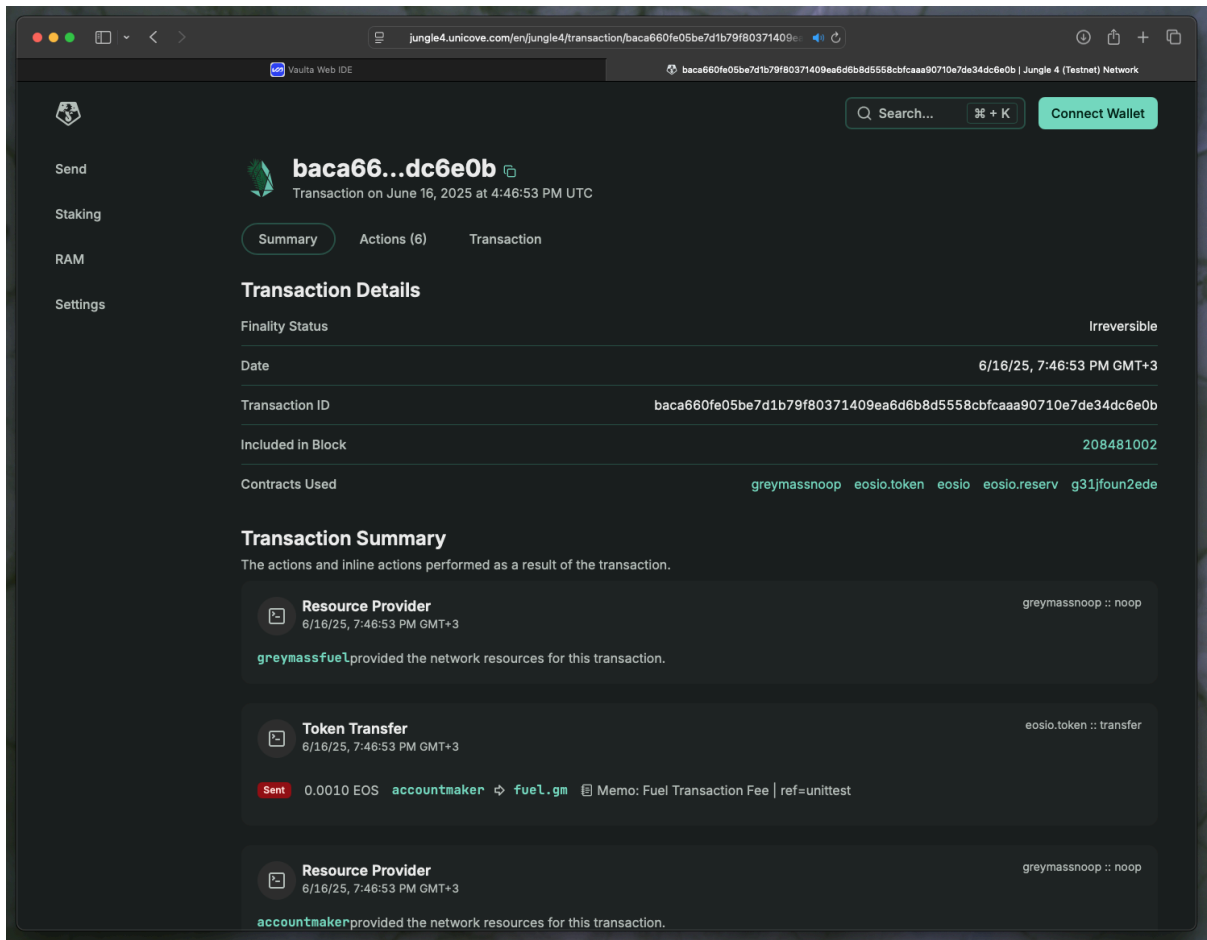 jungle4.unicove.com/en/jungle4/transaction/baca660fe05be7d1b79f80371409ea
Vaulta Web IDE
baca660fe05be7d1b79f80371409ea6d6b8d5558cbfcaaa90710e7de34dc6e0b | Jungle 4 (Testnet) Network
Search... ⌘ + K
Connect Wallet
Send
Staking
RAM
Settings
baca66...dc6e0b
Transaction on June 16, 2025 at 4:46:53 PM UTC
Summary Actions (6) Transaction
Transaction Details
Finality Status Irreversible
Date 6/16/25, 7:46:53 PM GMT+3
Transaction ID baca660fe05be7d1b79f80371409ea6d6b8d5558cbfcaaa90710e7de34dc6e0b
Included in Block 208481002
Contracts Used greymassnoop eosio.token eosio eosio.reserv g31jfoun2ede
Transaction Summary
The actions and inline actions performed as a result of the transaction.
Resource Provider greymassnoop :: noop
6/16/25, 7:46:53 PM GMT+3
greymassfuelprovided the network resources for this transaction.
Token Transfer eosio.token :: transfer
6/16/25, 7:46:53 PM GMT+3
Sent 0.0010 EOS accountmaker ➩ fuel.gm Memo: Fuel Transaction Fee | ref=unittest
Resource Provider greymassnoop :: noop
6/16/25, 7:46:53 PM GMT+3
accountmakerprovided the network resources for this transaction.